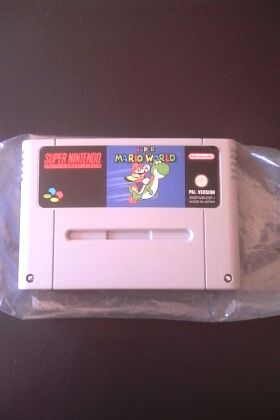 SUPER NINTENDO
SUPER
MARIO WORLD
Nintendo
PAL VERSION
MADE IN JAPAN